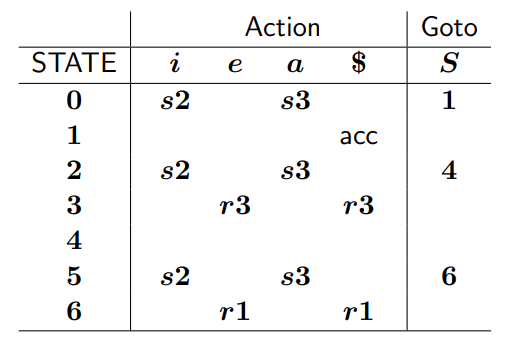 Action Goto
STATE i e a $ S
0 s2 s3 1
1 acc
2 s2 s3 4
3 r3 r3
4
5 s2 s3 6
6 r1 r1